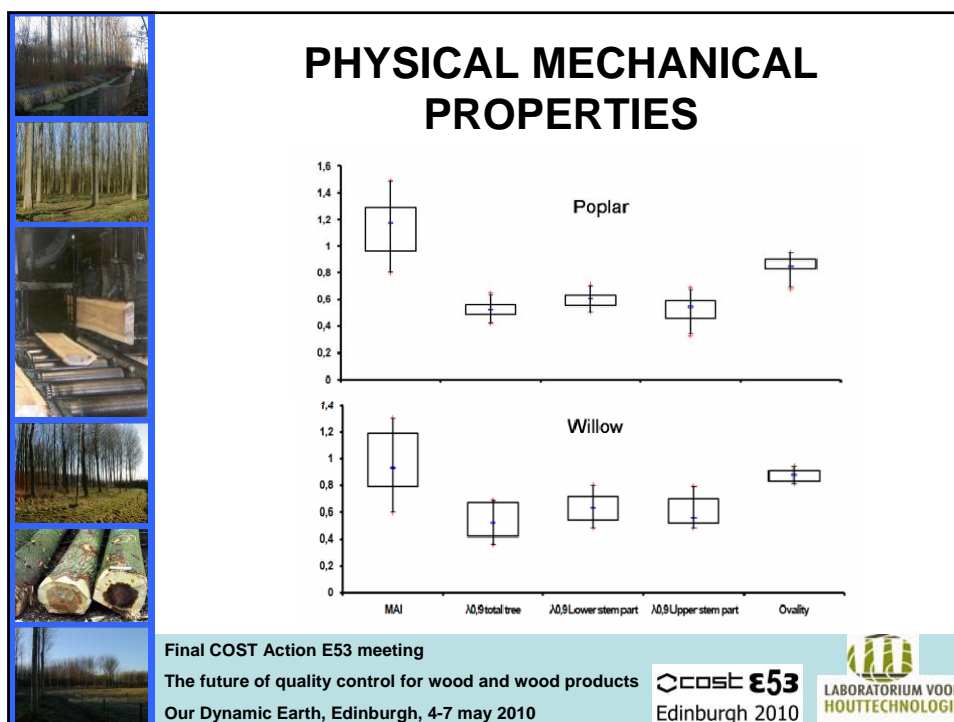 PHYSICAL MECHANICAL
PROPERTIES
1,6
1,4
1,2
1
0,8
0,6
0,4
0,2
0
Poplar
1,4
1,2
1
0,8
0,6
0,4
0,2
0
Willow
MAI λ0,9 total tree λ0,9 Lower stem part λ0,9 Upper stem part Ovality
Final COST Action E53 meeting
The future of quality control for wood and wood products
Our Dynamic Earth, Edinburgh, 4-7 may 2010
cost E53
Edinburgh 2010
LABORATORIUM VOO
HOUTTECHNOLOGI